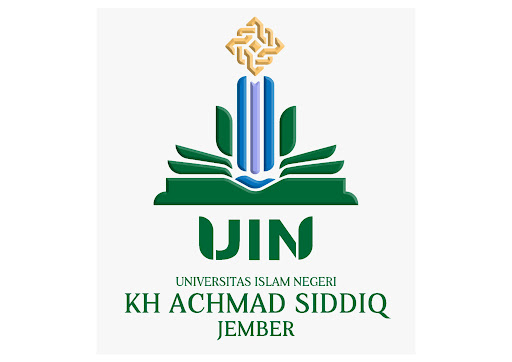 UIN
UNIVERSITAS ISLAM NEGERI
KH ACHMAD SIDDIQ
JEMBER